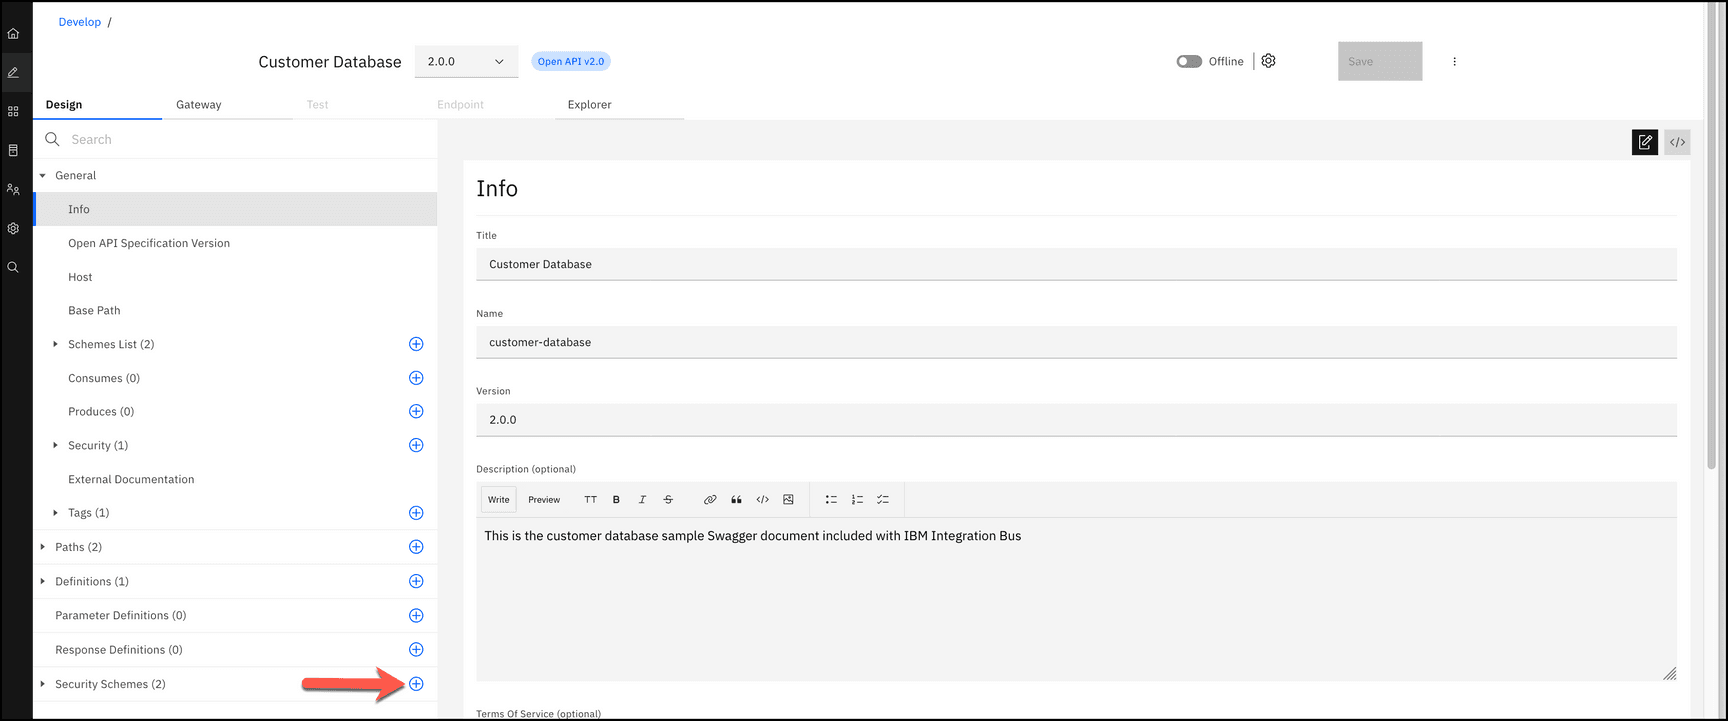 Develop /
Customer Database 2.0.0 Open API v2.0 Offline Save
Design Gateway Test Endpoint Explorer
Search
General
Info
Open API Specification Version
Host
Base Path
Schemes List (2)
Consumes (0)
Produces (0)
Security (1)
External Documentation
Tags (1)
Paths (2)
Definitions (1)
Parameter Definitions (0)
Response Definitions (0)
Security Schemes (2)
</>
Info
Title
Customer Database
Name
customer-database
Version
2.0.0
Description (optional)
Write Preview TT B I S </>
This is the customer database sample Swagger document included with IBM Integration Bus
Terms Of Service (optional)